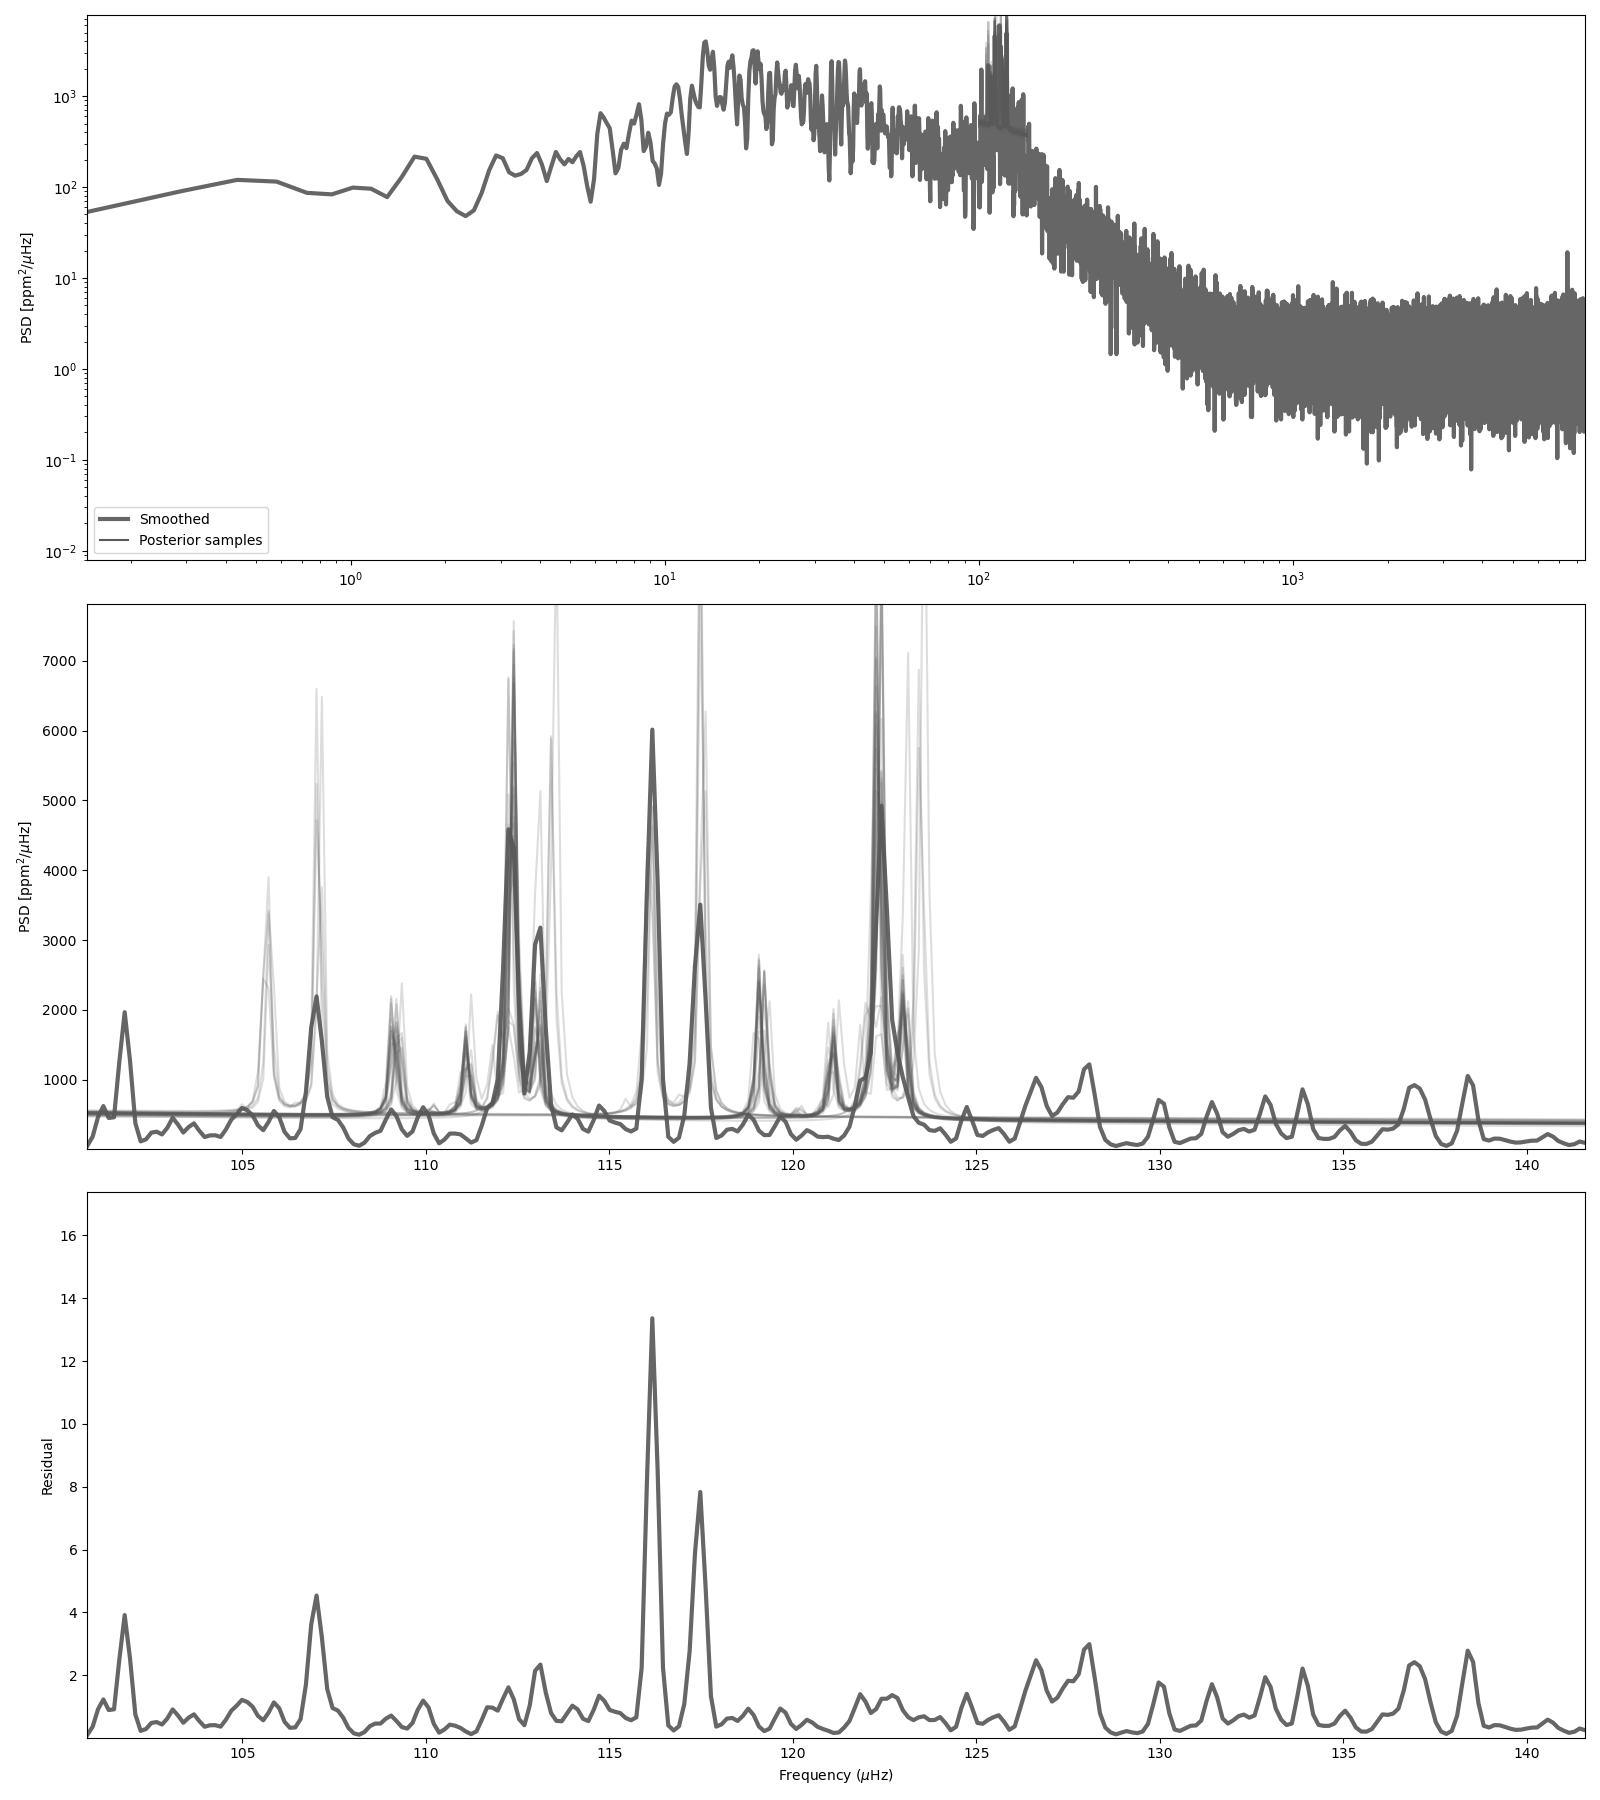 PSD [ppm²/μHz]
10³
10²
10¹
10⁰
10⁻¹
10⁻²
Smoothed
Posterior samples
10⁰ 10¹ 10² 10³
PSD [ppm²/μHz]
7000
6000
5000
4000
3000
2000
1000
105 110 115 120 125 130 135 140
Residual
16
14
12
10
8
6
4
2
105 110 115 120 125 130 135 140
Frequency (μHz)